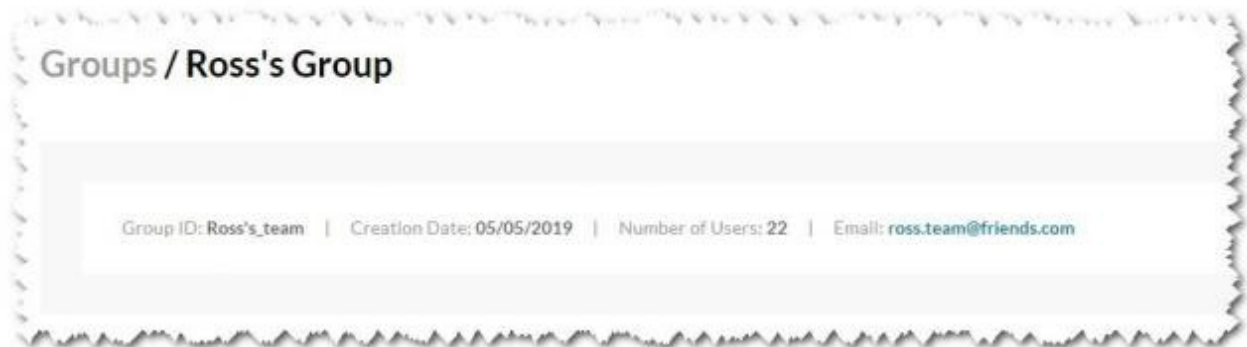 Groups / Ross's Group
Group ID: Ross's_team | Creation Date: 05/05/2019 | Number of Users: 22 | Email: ross.team@friends.com